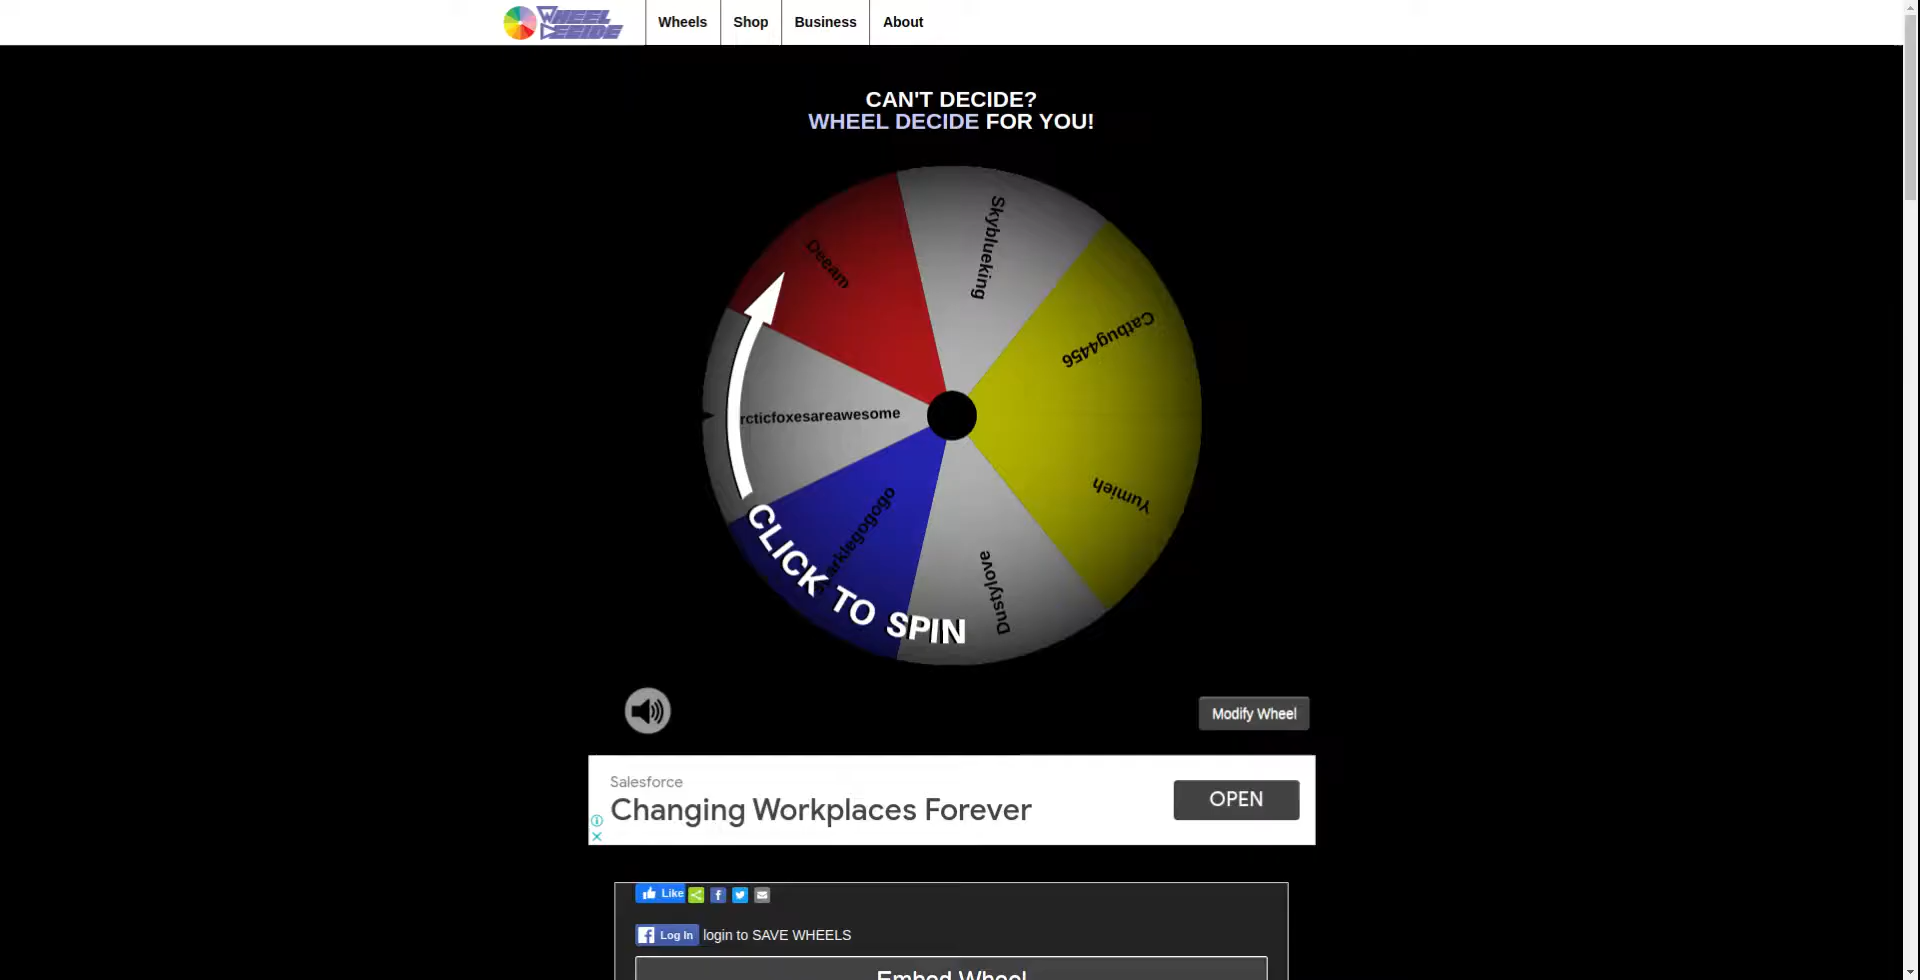 WHEEL DECIDE
Wheels
Shop
Business
About
CAN'T DECIDE?
WHEEL DECIDE FOR YOU!
Deeam
Skyblueking
Catbug4456
rcticfoxesareawesome
Yumieh
arklegogogo
Dustylove
CLICK TO SPIN
Modify Wheel
Salesforce
Changing Workplaces Forever
OPEN
Like
Log In login to SAVE WHEELS
Embed Wheel